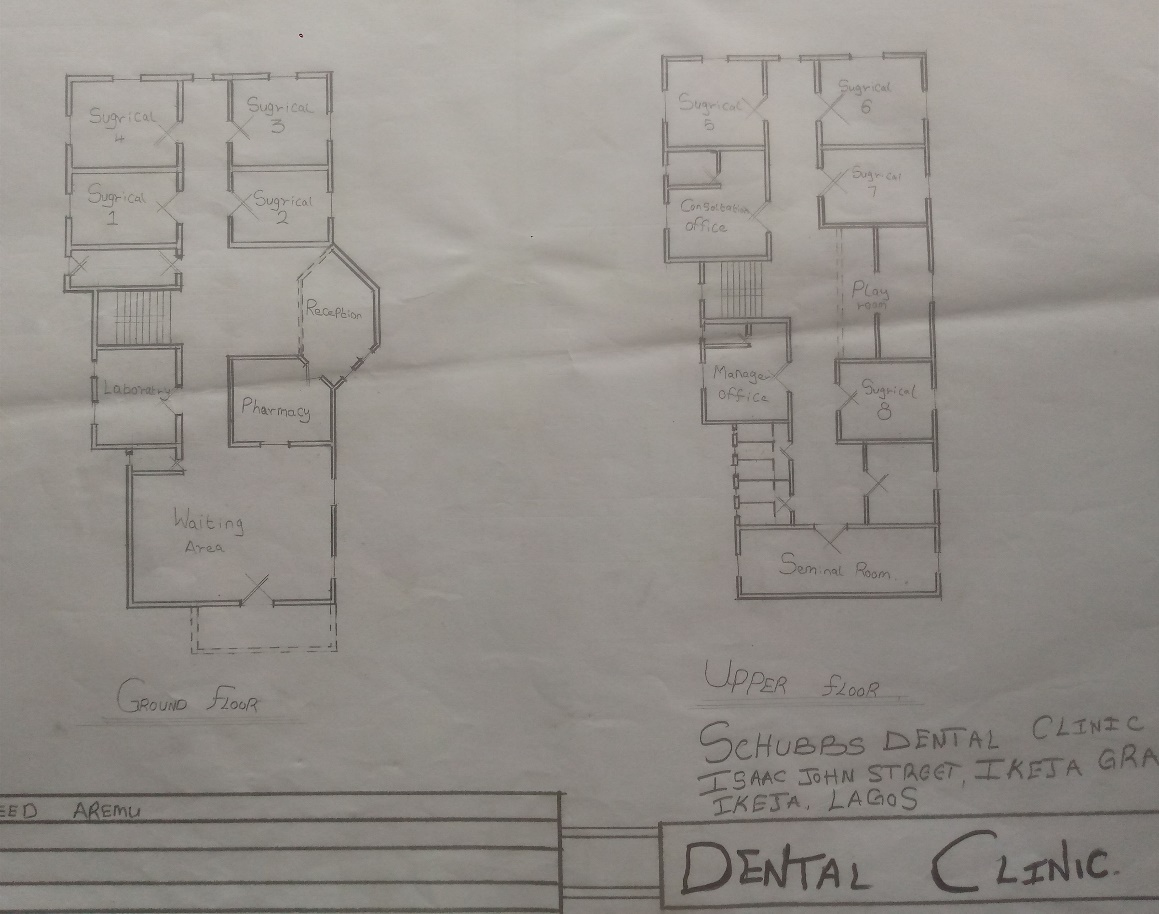 Sugrical
4
Sugrical
3
Sugrical
1
Sugrical
2
Reception
Laboratry
Pharmacy
Waiting
Area
GROUND FLOOR
Sugrical
5
Sugrical
6
Sugrical
7
Consoltation
office
Play
room
Manager
office
Sugrical
8
Seminal Room
UPPER FLOOR
SCHUBBS DENTAL CLINIC
ISAAC JOHN STREET, IKEJA GRA
IKEJA, LAGOS
EED AREMU
DENTAL CLINIC.